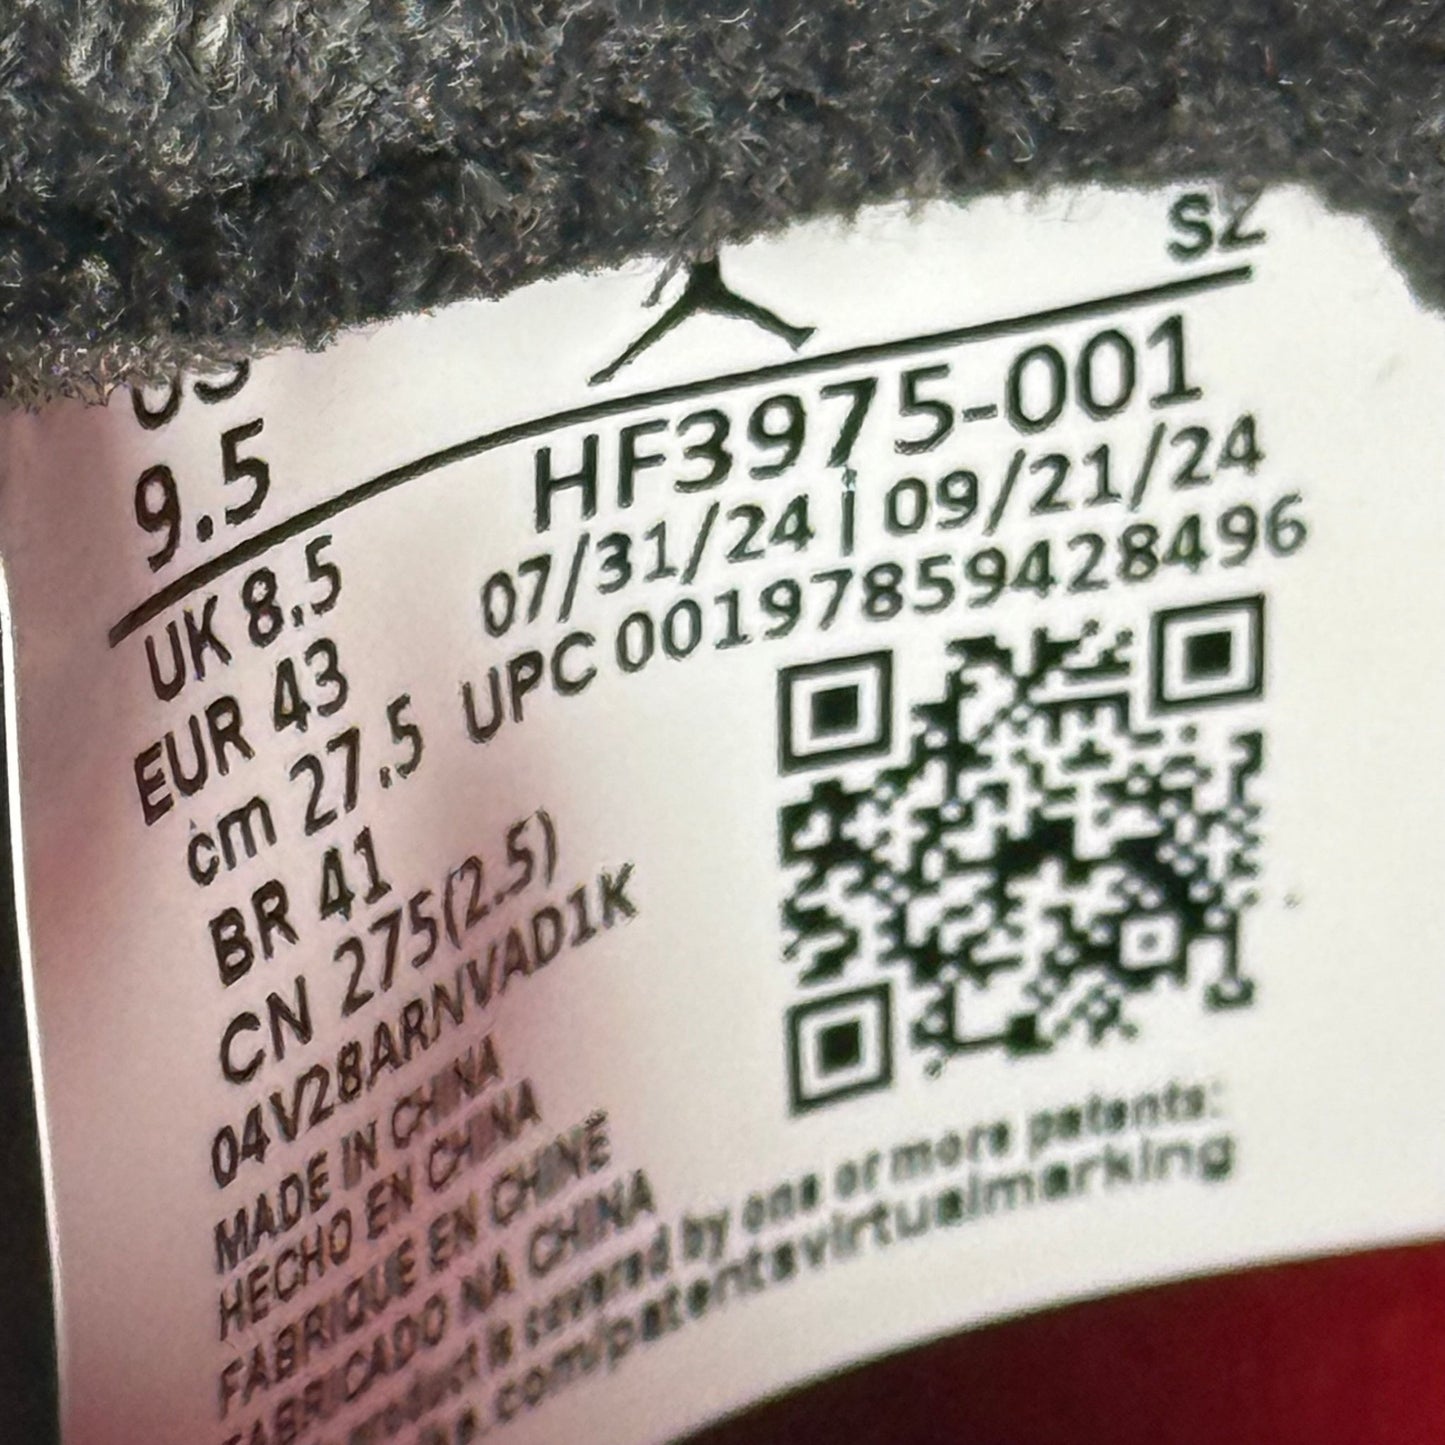 SZ
US
9.5
HF3975-001
07/31/24 | 09/21/24
UPC 00197859428496
UK 8.5
EUR 43
cm 27.5
BR 41
CN 275(2.5)
04V28ARNVAD1K
MADE IN CHINA
HECHO EN CHINA
FABRIQUE EN CHINE
FABRICADO NA CHINA
product is covered by one or more patents:
.com/patentsvirtualmarking